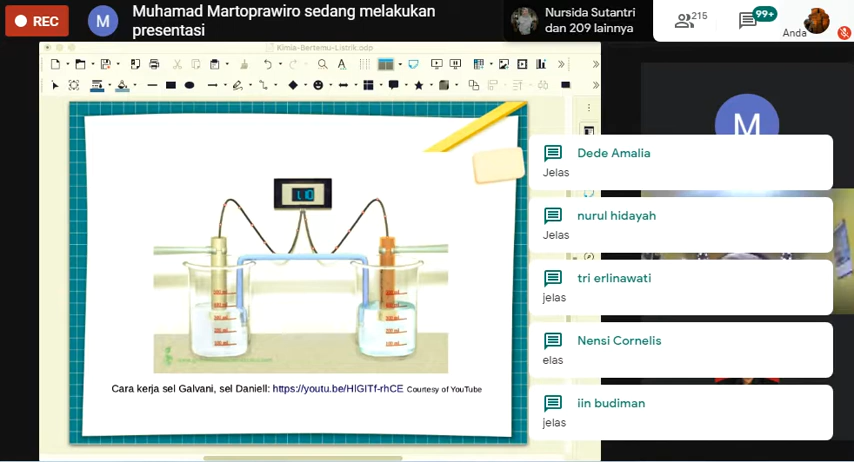 REC
M
Muhamad Martoprawiro sedang melakukan
presentasi
Nursida Sutantri
dan 209 lainnya
215
99+
Anda
Kimia-Bertemu-Listrik.odp
M
1.10
Dede Amalia
Jelas
nurul hidayah
Jelas
tri erlinawati
jelas
Nensi Cornelis
elas
iin budiman
jelas
Cara kerja sel Galvani, sel Daniell: https://youtu.be/HlGITf-rhCE Courtesy of YouTube